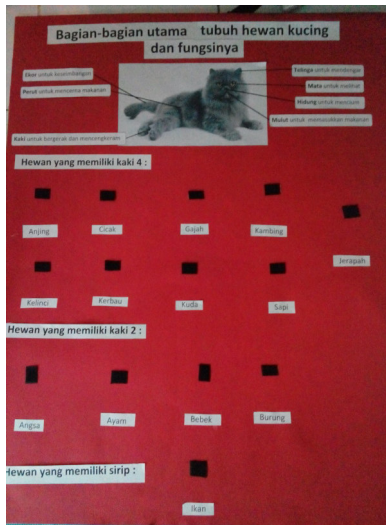 Bagian-bagian utama tubuh hewan kucing
dan fungsinya
Ekor untuk keseimbangan
Telinga untuk mendengar
Mata untuk melihat
Perut untuk mencerna makanan
Hidung untuk mencium
Mulut untuk memasukkan makanan
Kaki untuk bergerak dan mencengkeram
Hewan yang memiliki kaki 4 :
Anjing
Cicak
Gajah
Kambing
Jerapah
Kelinci
Kerbau
Kuda
Sapi
Hewan yang memiliki kaki 2 :
Angsa
Ayam
Bebek
Burung
Hewan yang memiliki sirip :
Ikan